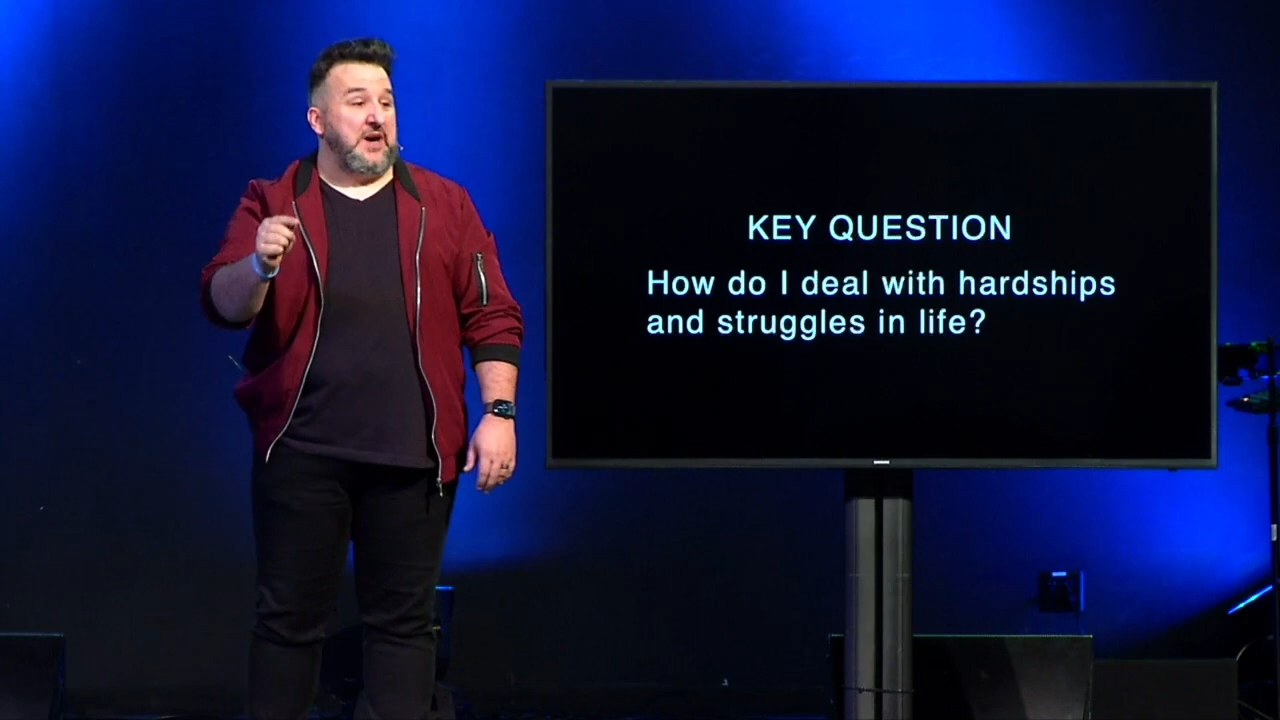 KEY QUESTION
How do I deal with hardships
and struggles in life?